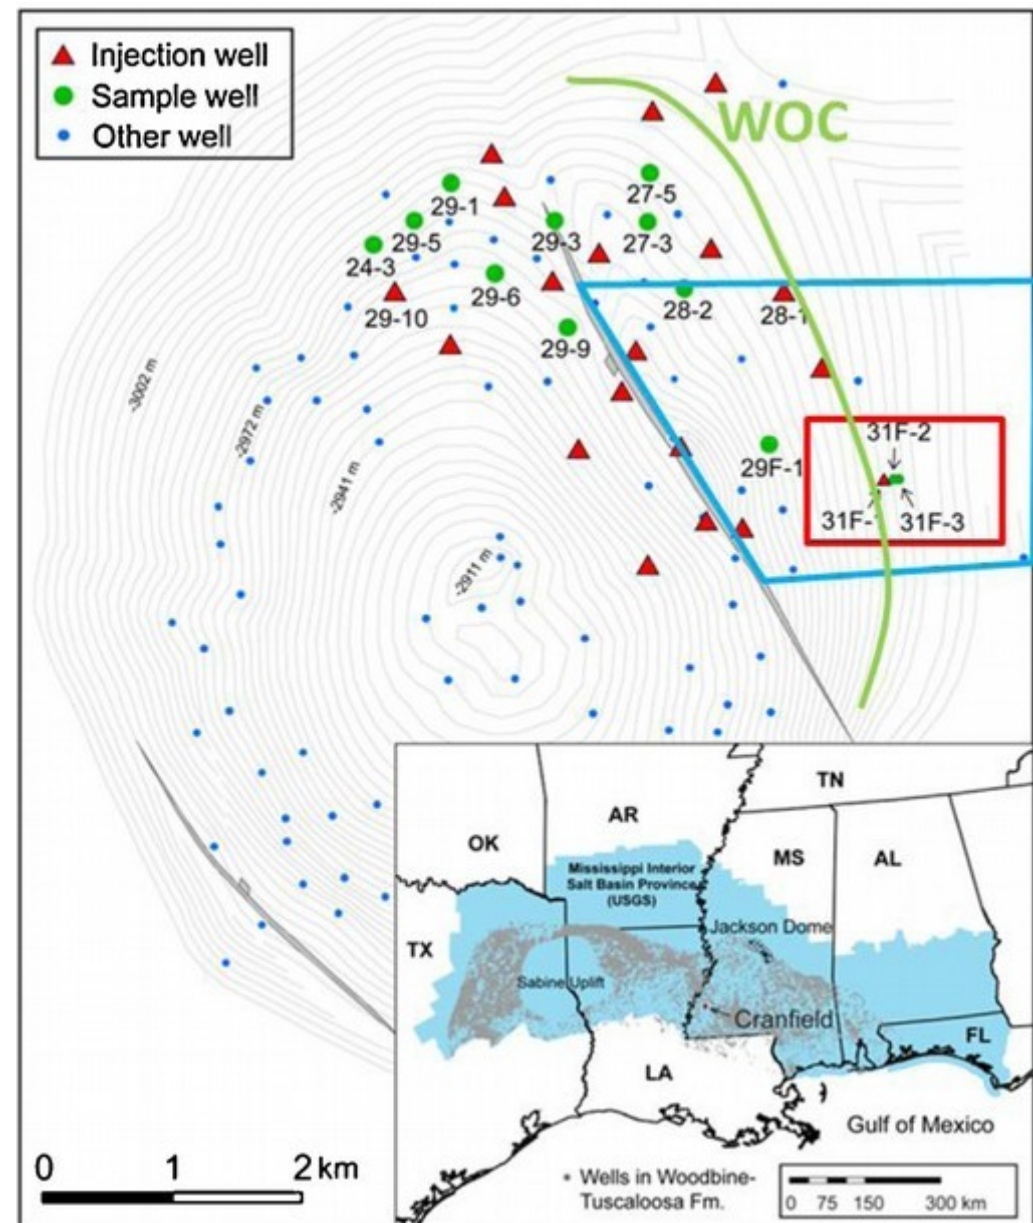 Injection well
Sample well
Other well
WOC
27-5
29-1
29-5
29-3
27-3
24-3
29-6
28-2
28-1
29-10
29-9
-3002 m
-2972 m
-2941 m
-2911 m
29F-1
31F-2
31F-1
31F-3
OK
AR
TN
MS
AL
Mississippi Interior
Salt Basin Province
(USGS)
Jackson Dome
TX
Sabine Uplift
Cranfield
FL
LA
Gulf of Mexico
Wells in Woodbine-
Tuscaloosa Fm.
0 75 150 300 km
0 1 2 km